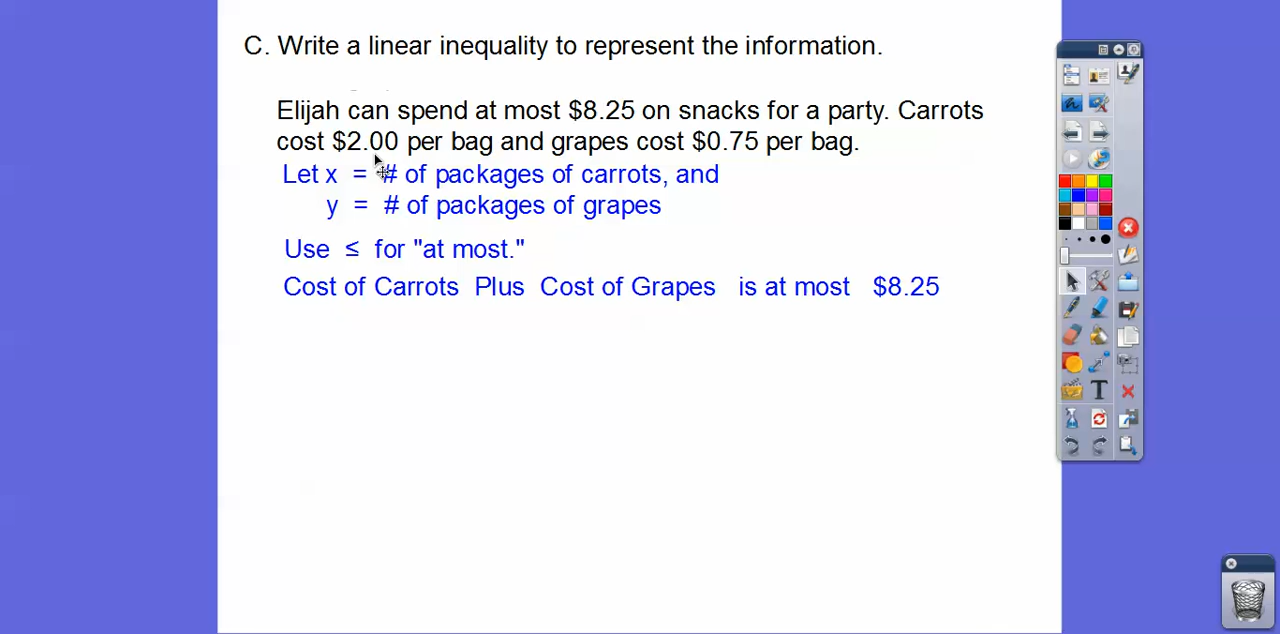 C. Write a linear inequality to represent the information.
Elijah can spend at most $8.25 on snacks for a party. Carrots
cost $2.00 per bag and grapes cost $0.75 per bag.
Let x = # of packages of carrots, and
y = # of packages of grapes
Use ≤ for "at most."
Cost of Carrots Plus Cost of Grapes is at most $8.25
T